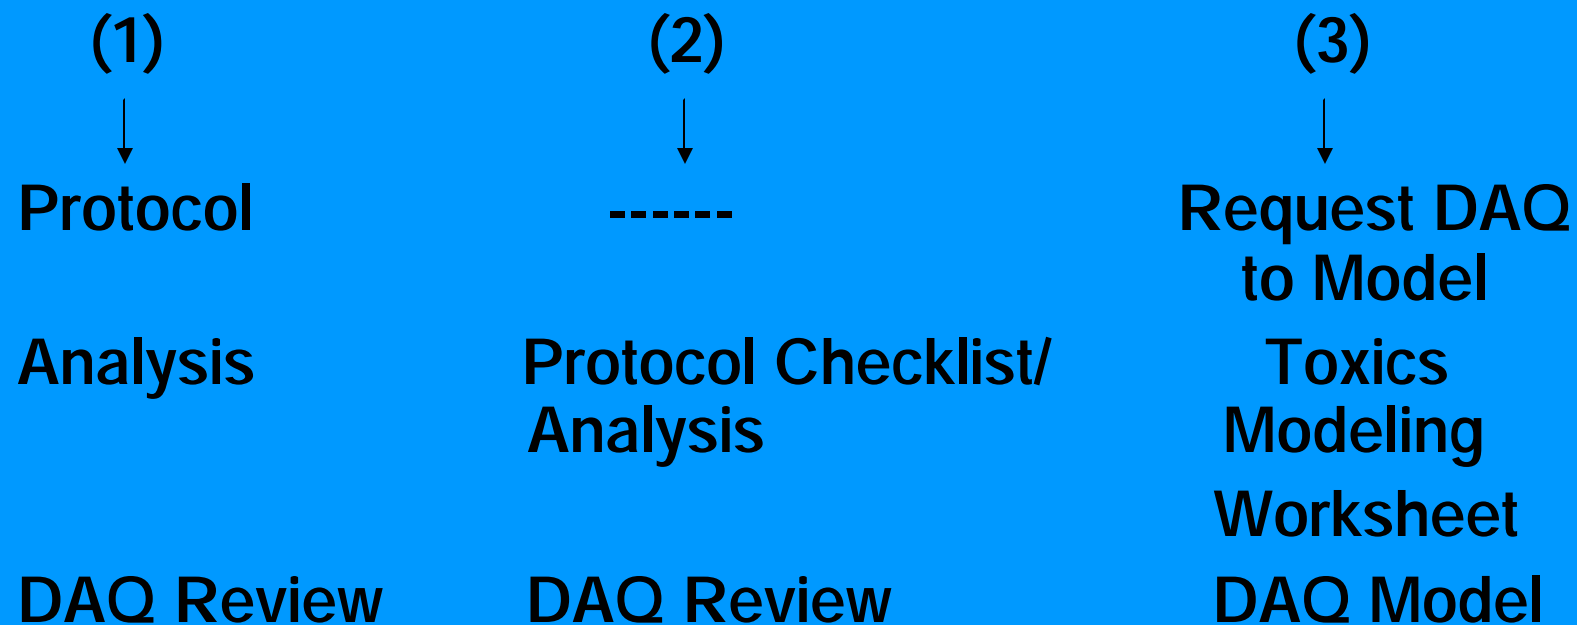 (1) (2) (3)
Protocol ------ Request DAQ
to Model
Analysis Protocol Checklist/ Toxics
Analysis Modeling
Worksheet
DAQ Review DAQ Review DAQ Model